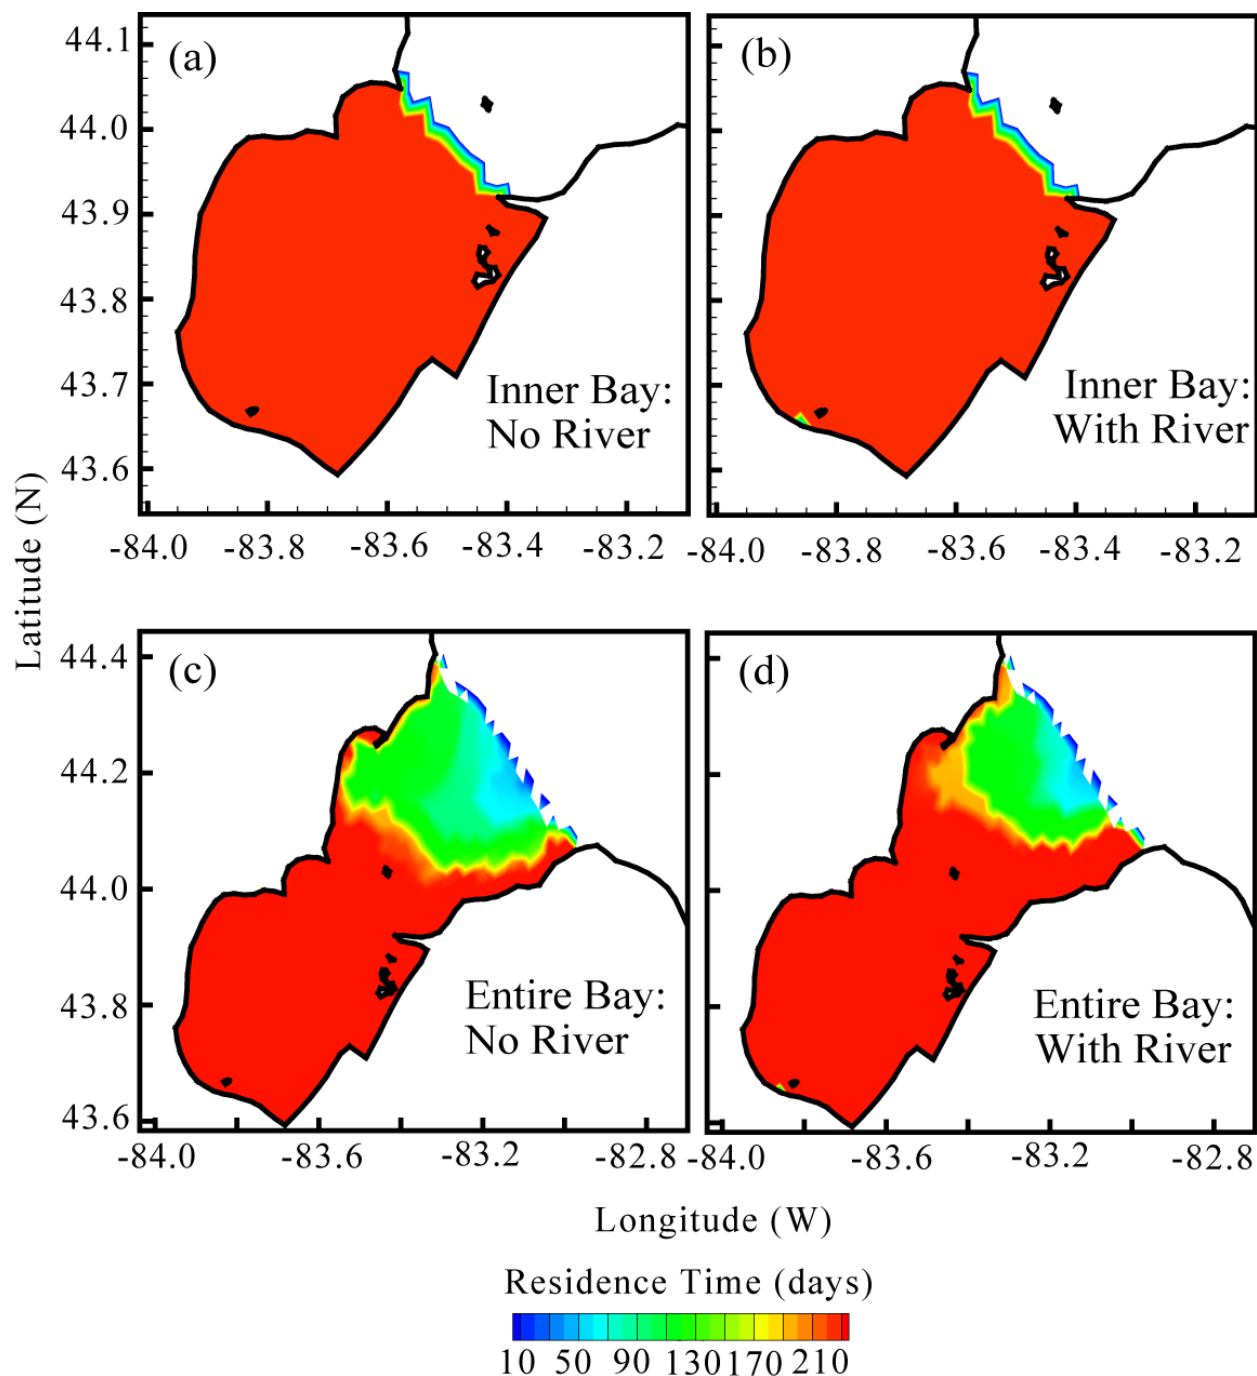 (a)
Inner Bay:
No River
(b)
Inner Bay:
With River
44.1
44.0
43.9
43.8
43.7
43.6
-84.0 -83.8 -83.6 -83.4 -83.2
-84.0 -83.8 -83.6 -83.4 -83.2
Latitude (N)
(c)
Entire Bay:
No River
(d)
Entire Bay:
With River
44.4
44.2
44.0
43.8
43.6
-84.0 -83.6 -83.2 -82.8
-84.0 -83.6 -83.2 -82.8
Longitude (W)
Residence Time (days)
10 50 90 130 170 210